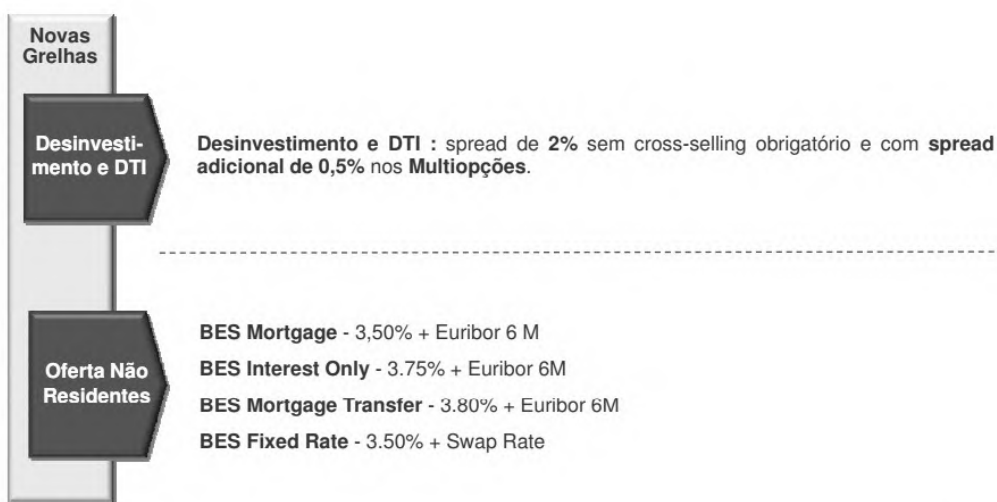 Novas
Grelhas
Desinvesti-
mento e DTI
Desinvestimento e DTI : spread de 2% sem cross-selling obrigatório e com spread
adicional de 0,5% nos Multiopções.
Oferta Não
Residentes
BES Mortgage - 3,50% + Euribor 6 M
BES Interest Only - 3.75% + Euribor 6M
BES Mortgage Transfer - 3.80% + Euribor 6M
BES Fixed Rate - 3.50% + Swap Rate